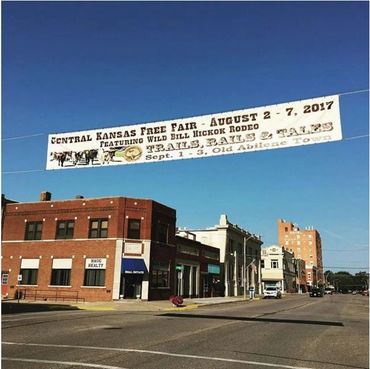 Central Kansas Free Fair - August 2 - 7, 2017
Featuring Wild Bill Hickok Rodeo
Trails, Rails & Tales
Sept. 1 - 3, Old Abilene Town
REALTY